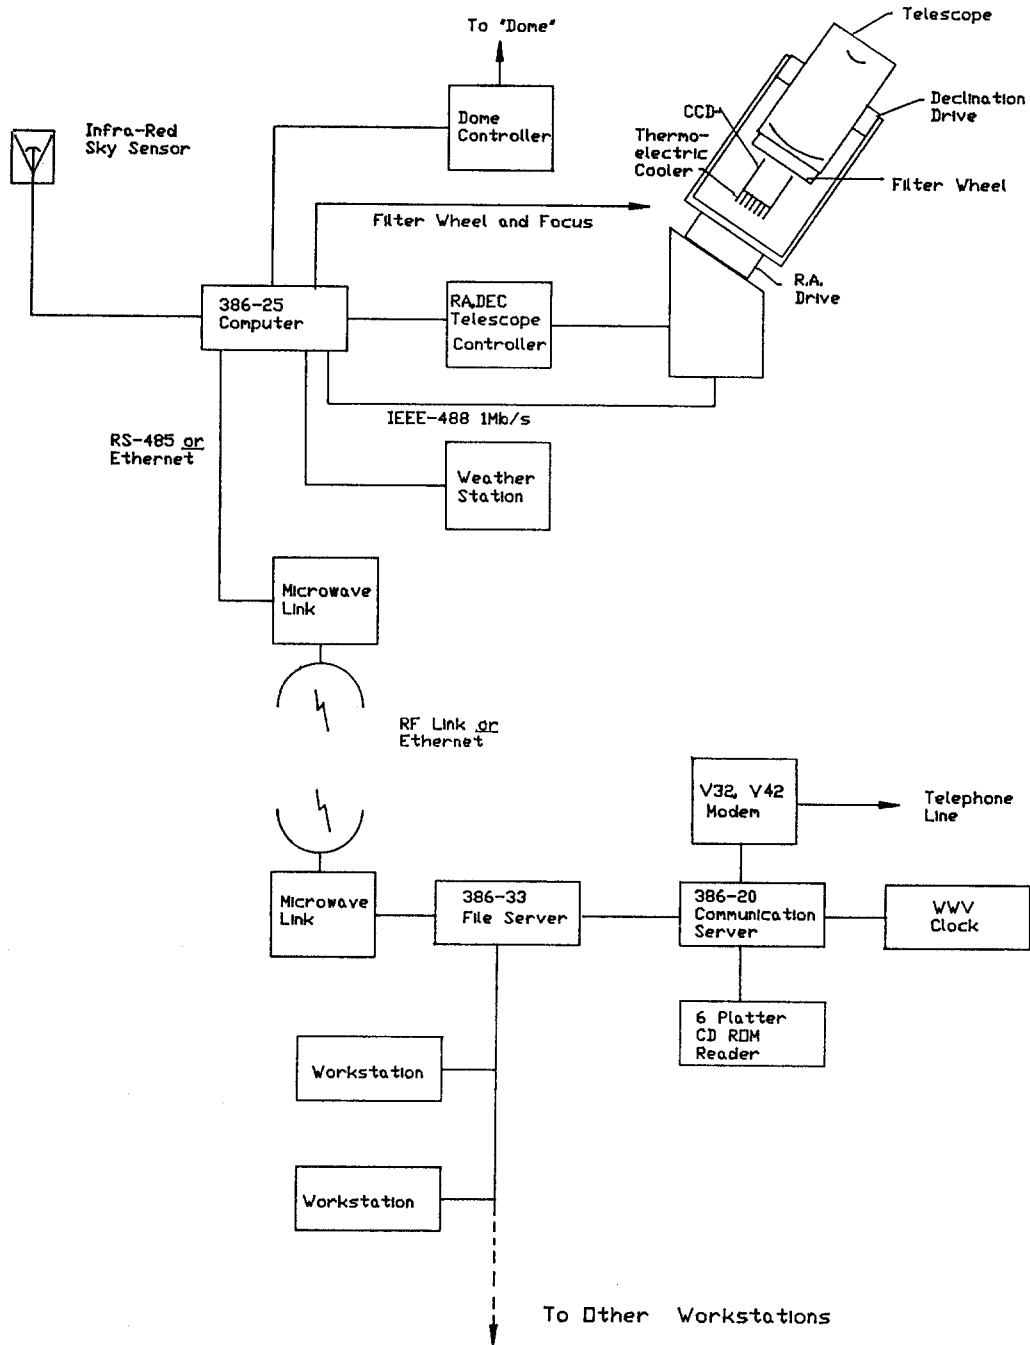 To "Dome"
Telescope
Dome
Controller
Infra-Red
Sky Sensor
CCD
Thermo-
electric
Cooler
Declination
Drive
Filter Wheel
Filter Wheel and Focus
R.A.
Drive
386-25
Computer
RA,DEC
Telescope
Controller
IEEE-488 1Mb/s
RS-485 or
Ethernet
Weather
Station
Microwave
Link
RF Link or
Ethernet
V32, V42
Modem
Telephone
Line
Microwave
Link
386-33
File Server
386-20
Communication
Server
WWV
Clock
6 Platter
CD ROM
Reader
Workstation
Workstation
To Other Workstations